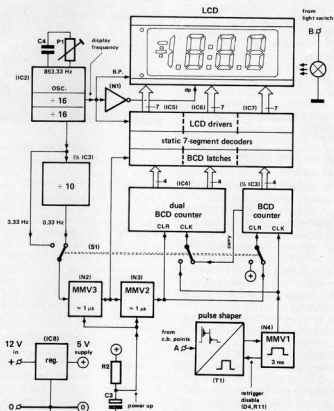 LCD
from
light switch
B
C4
P1
display
frequency
(IC2)
853.33 Hz
(N1)
B.P.
dp
OSC.
÷ 16
÷ 16
7
(IC5)
7
(IC6)
(IC7)
7
LCD drivers
static 7-segment decoders
BCD latches
(½ IC3)
÷ 10
4
(IC4)
4
(½ IC3)
4
dual
BCD counter
CLR CLK
BCD
counter
CLR CLK
carry
3.33 Hz
0.33 Hz
(S1)
(N2)
MMV3
≈ 1 µs
(N3)
MMV2
≈ 1 µs
+
pulse shaper
from
c.b. points
A
(T1)
(N4)
MMV1
3 ms
retrigger
disable
(D4,R11)
12 V
in
+
(IC8)
reg.
5 V
supply
+
+
R2
C3
power up
0
0